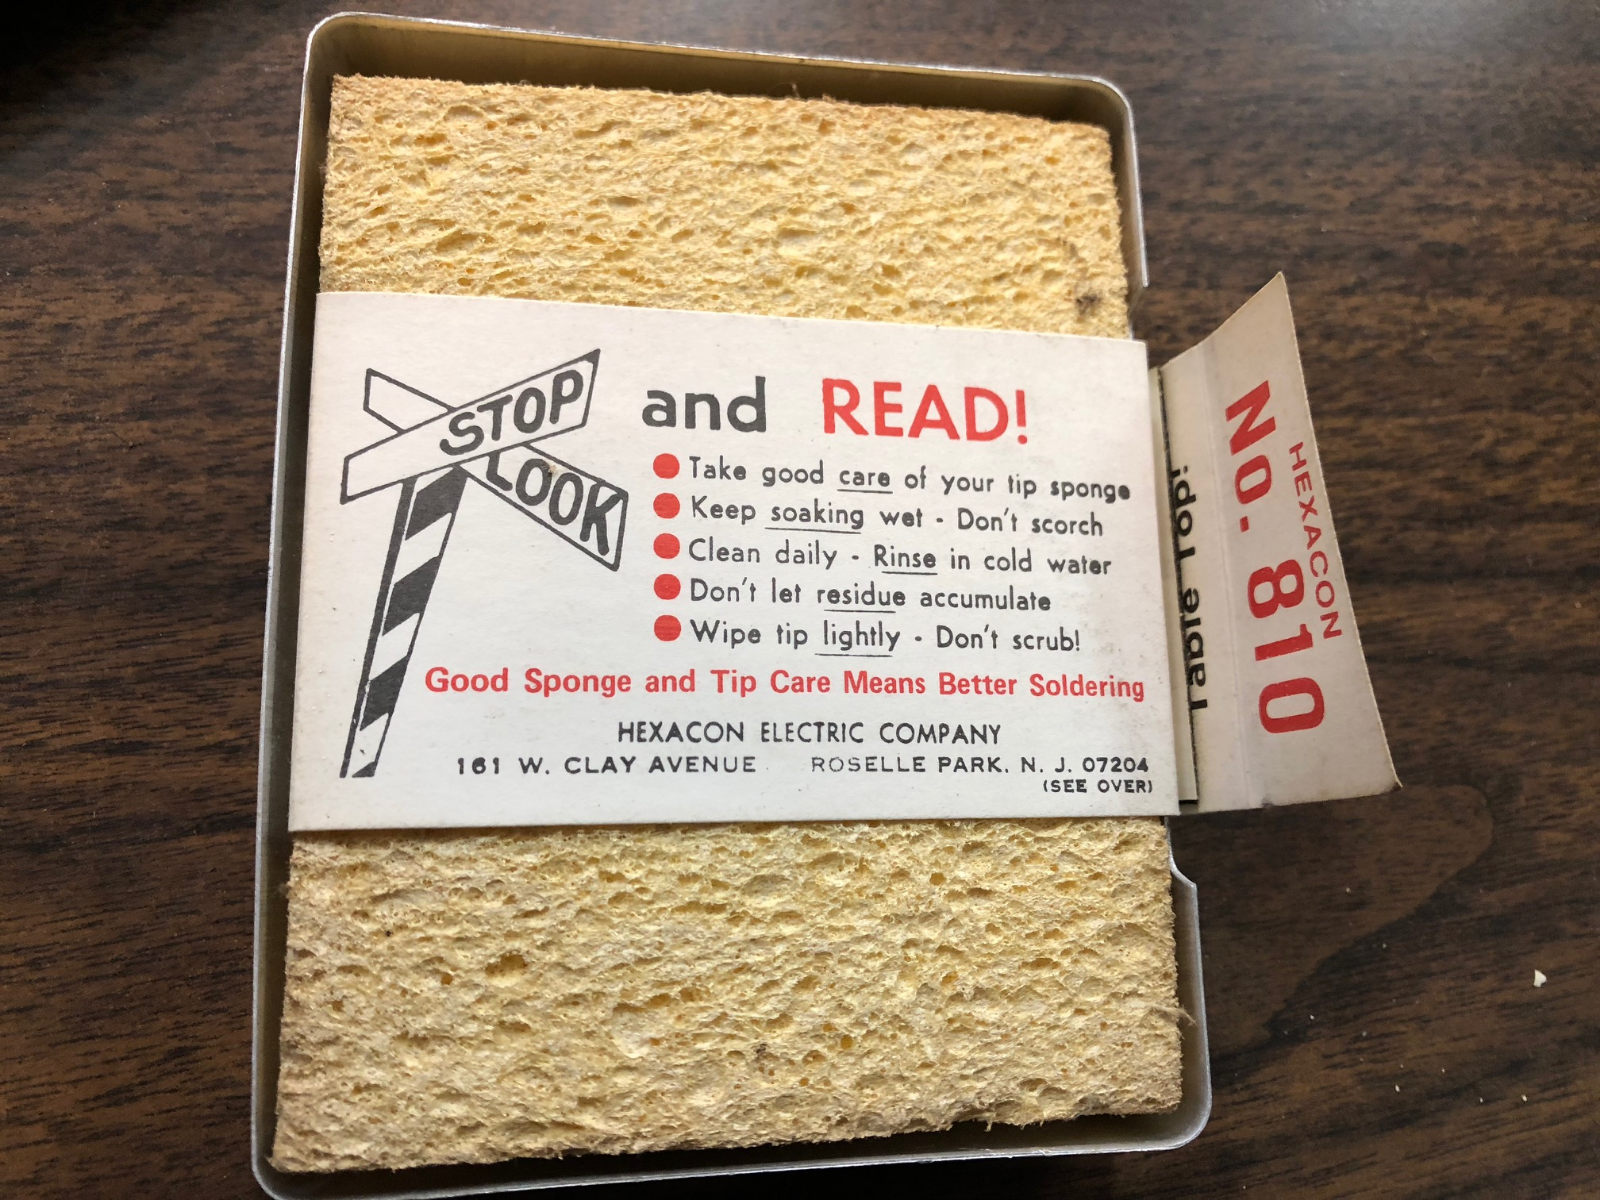 STOP
LOOK
and READ!
Take good care of your tip sponge
Keep soaking wet - Don't scorch
Clean daily - Rinse in cold water
Don't let residue accumulate
Wipe tip lightly - Don't scrub!
Good Sponge and Tip Care Means Better Soldering
HEXACON ELECTRIC COMPANY
161 W. CLAY AVENUE ROSELLE PARK. N. J. 07204
(SEE OVER)
HEXACON
NO. 810
Table Top!